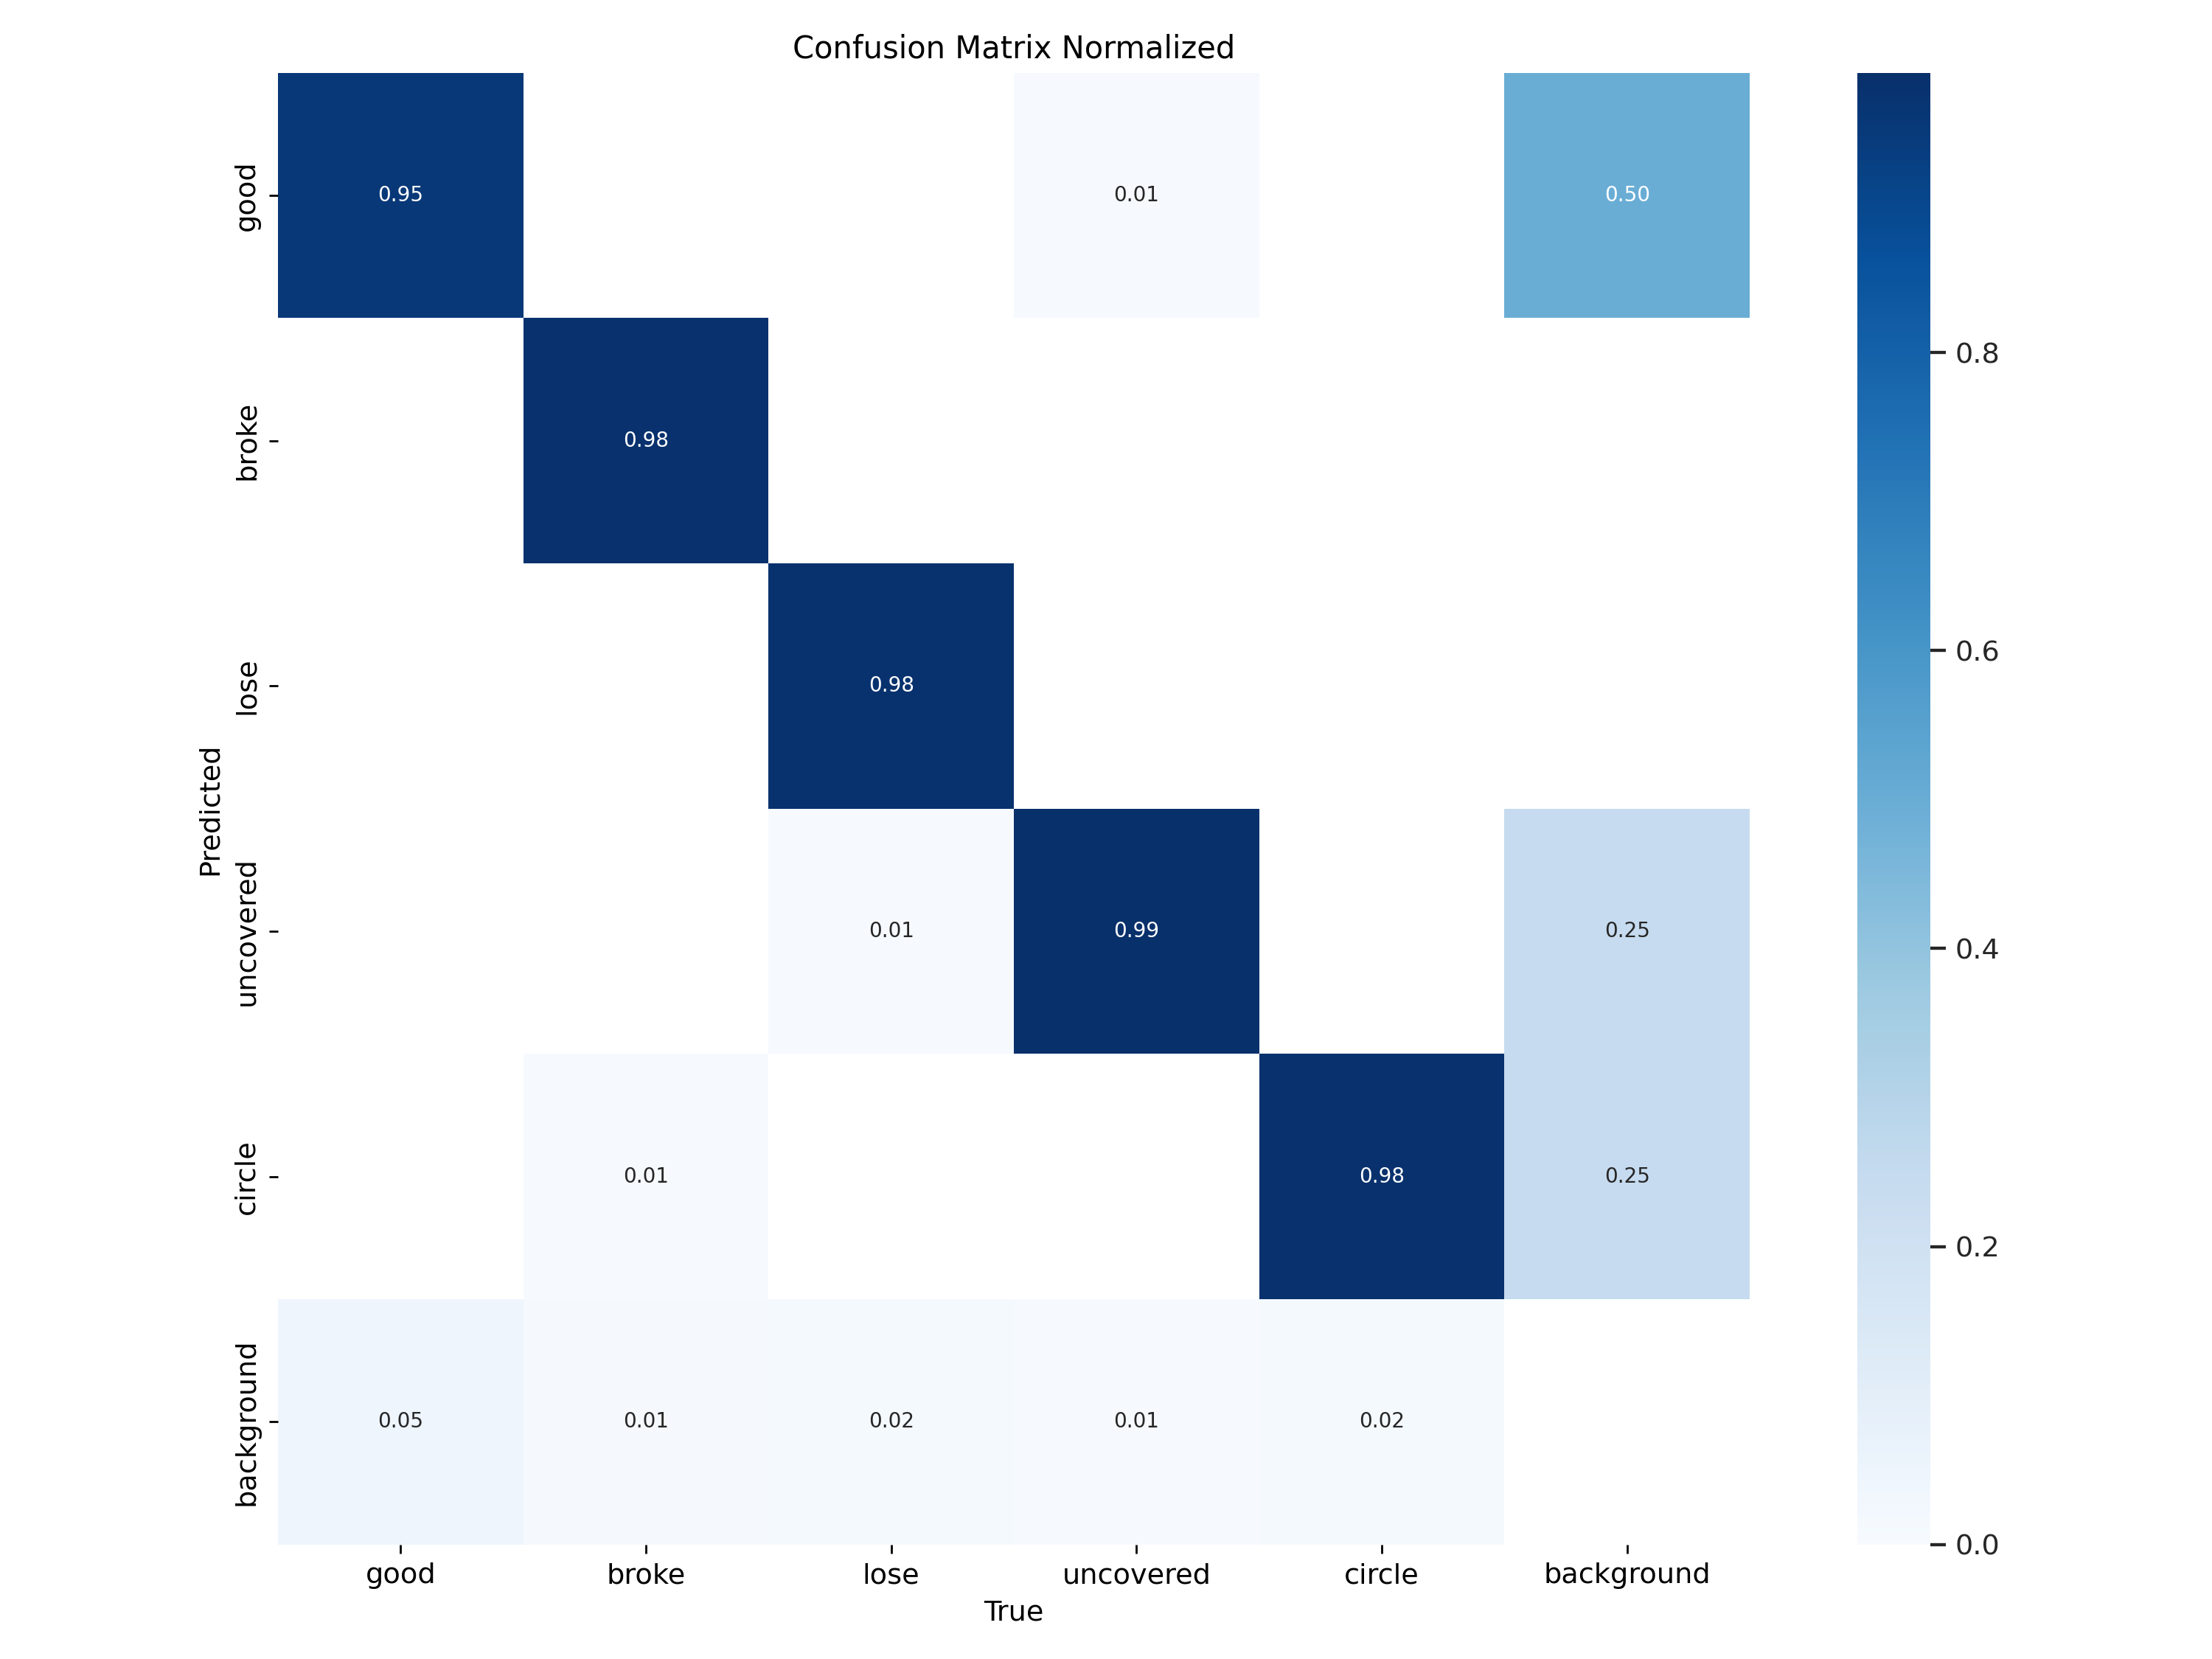 Confusion Matrix Normalized
good
0.95
0.01
0.50
broke
0.98
0.8
lose
0.98
0.6
Predicted
uncovered
0.01
0.99
0.25
0.4
circle
0.01
0.98
0.25
0.2
background
0.05
0.01
0.02
0.01
0.02
0.0
good
broke
lose
uncovered
circle
background
True